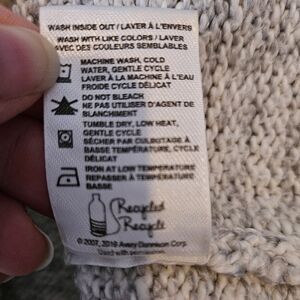 WASH INSIDE OUT / LAVER À L'ENVERS
WASH WITH LIKE COLORS / LAVER
AVEC DES COULEURS SEMBLABLES
MACHINE WASH, COLD
WATER, GENTLE CYCLE
LAVER À LA MACHINE À L'EAU
FROIDE CYCLE DÉLICAT
DO NOT BLEACH
NE PAS UTILISER D'AGENT DE
BLANCHIMENT
TUMBLE DRY, LOW HEAT,
GENTLE CYCLE
SÉCHER PAR CULBUTAGE À
BASSE TEMPÉRATURE, CYCLE
DÉLICAT
IRON AT LOW TEMPERATURE
REPASSER À TEMPÉRATURE
BASSE
Recycled
Recyclé
© 2007, 2019 Avery Dennison Corp.
Used with permission.